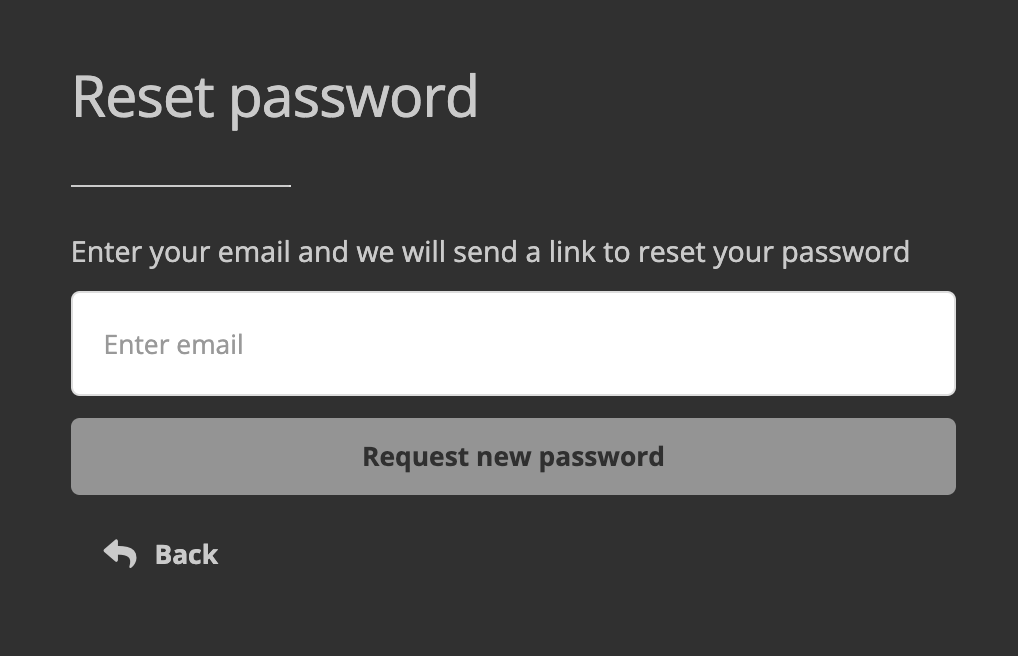 Reset password
Enter your email and we will send a link to reset your password
Enter email
Request new password
Back